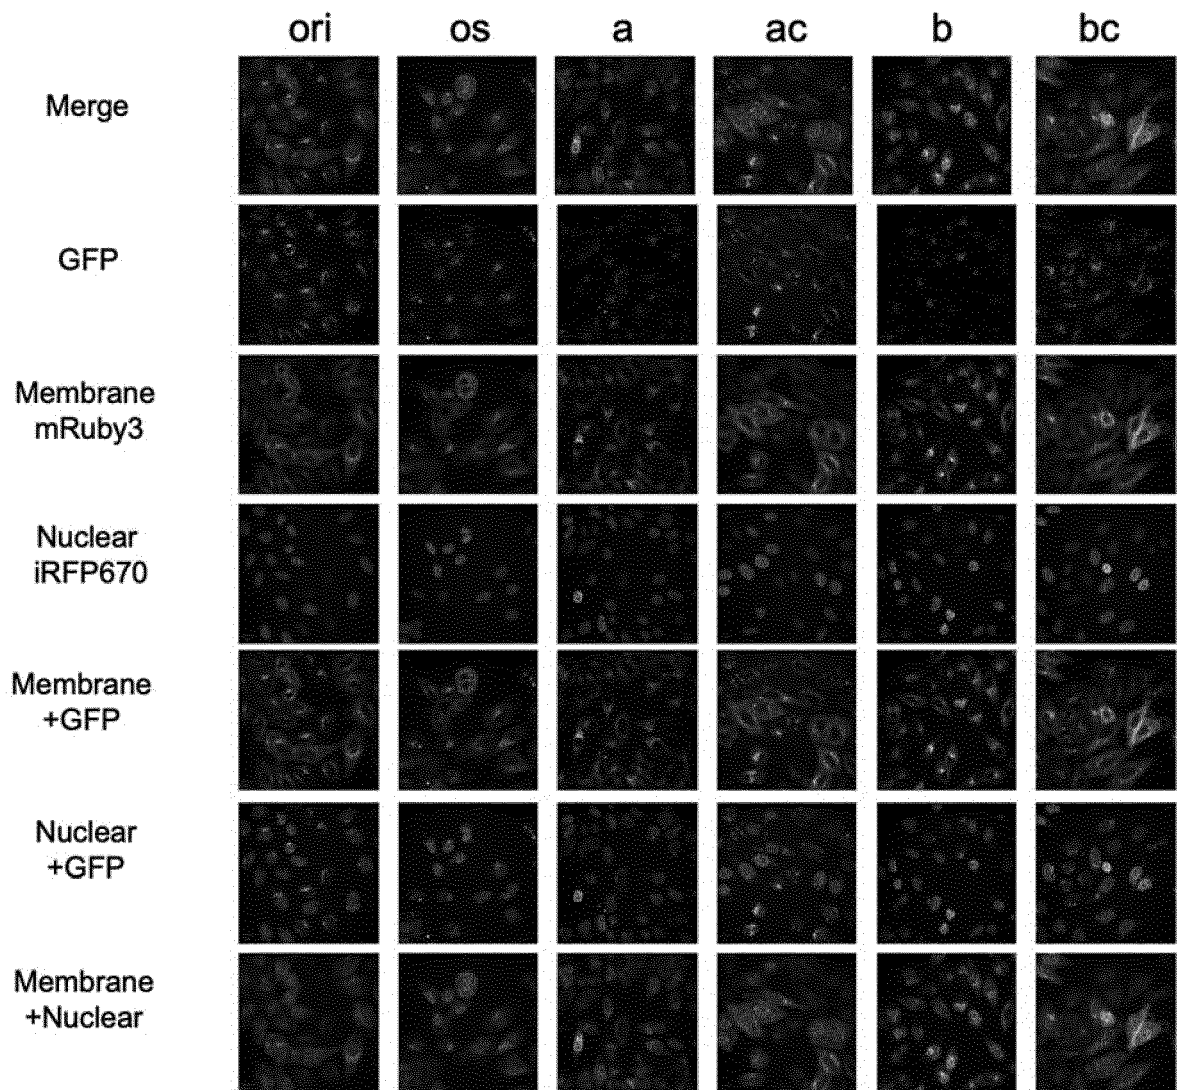 ori os a ac b bc
Merge
GFP
Membrane
mRuby3
Nuclear
iRFP670
Membrane
+GFP
Nuclear
+GFP
Membrane
+Nuclear